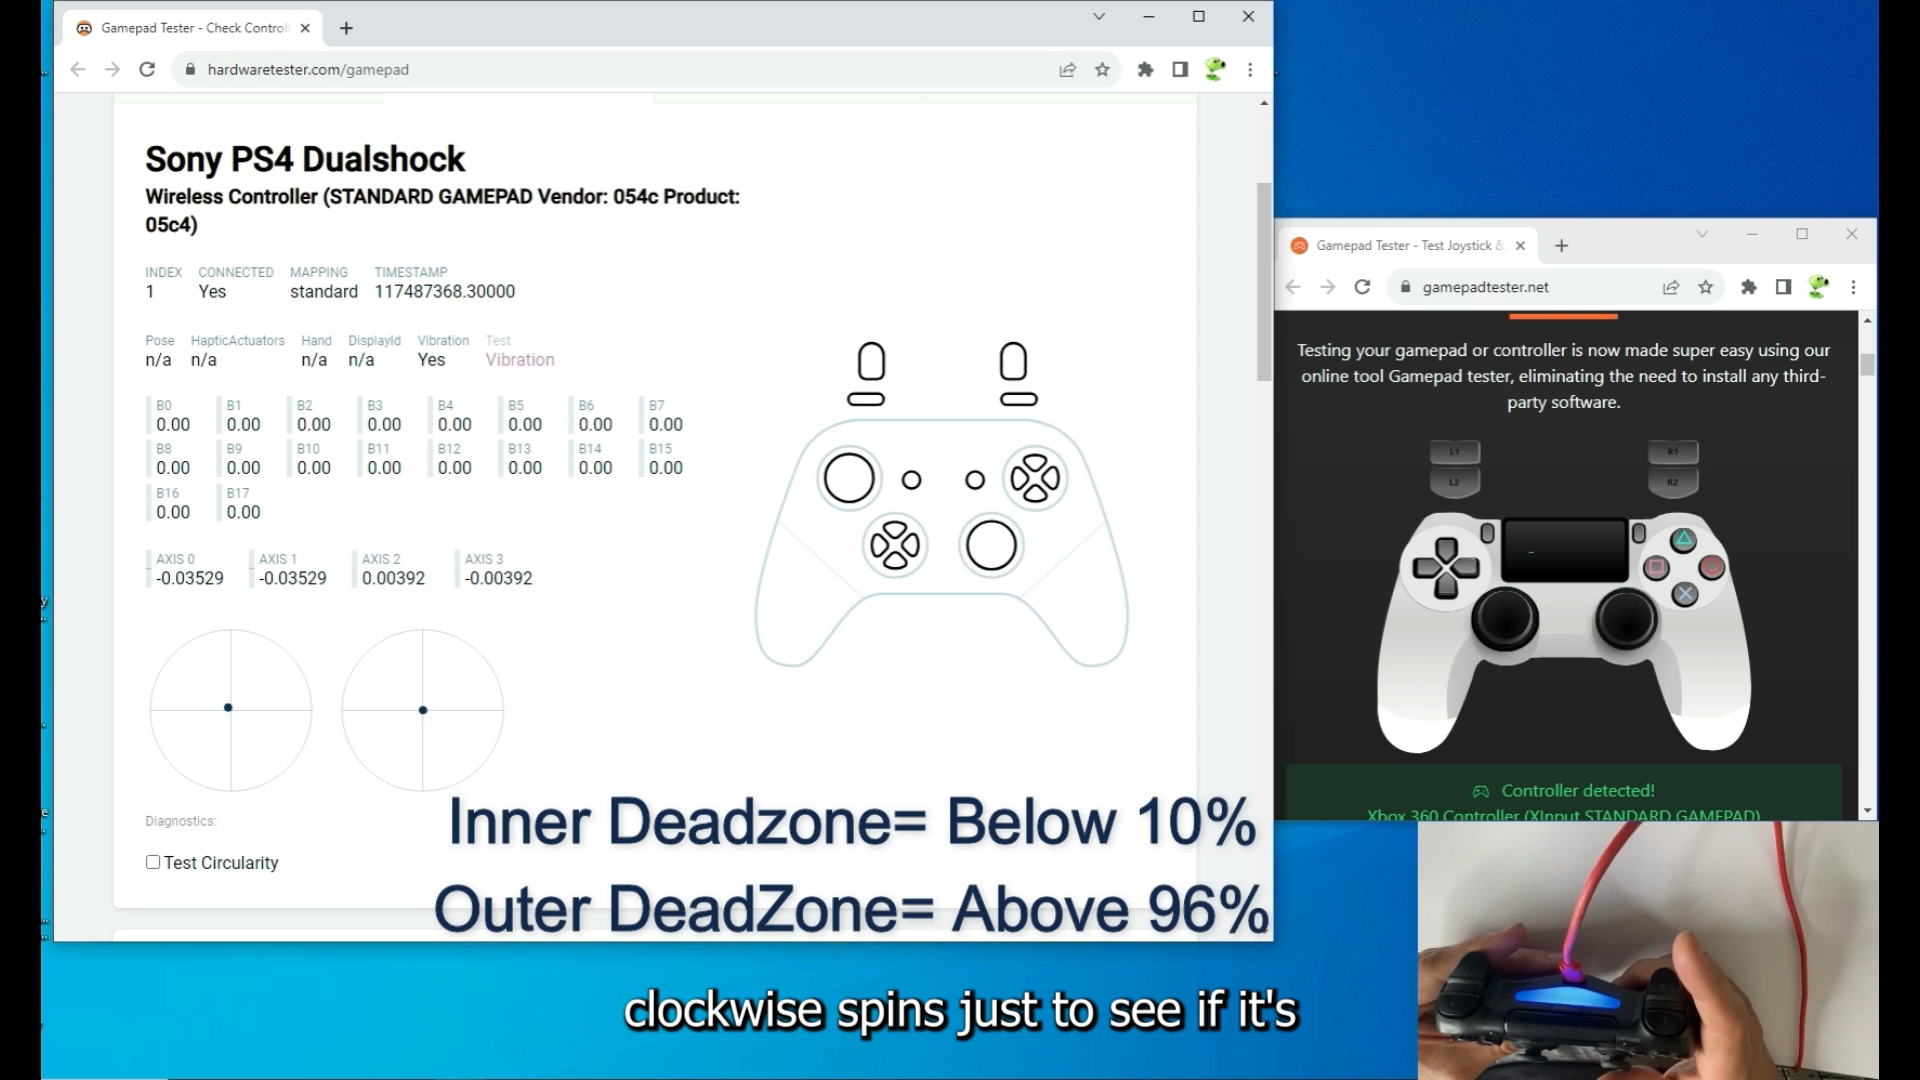 Gamepad Tester - Check Control
hardwaretester.com/gamepad
Sony PS4 Dualshock
Wireless Controller (STANDARD GAMEPAD Vendor: 054c Product:
05c4)
INDEX CONNECTED MAPPING TIMESTAMP
1 Yes standard 117487368.30000
Pose HapticActuators Hand DisplayId Vibration Test
n/a n/a n/a n/a Yes Vibration
B0 B1 B2 B3 B4 B5 B6 B7
0.00 0.00 0.00 0.00 0.00 0.00 0.00 0.00
B8 B9 B10 B11 B12 B13 B14 B15
0.00 0.00 0.00 0.00 0.00 0.00 0.00 0.00
B16 B17
0.00 0.00
AXIS 0 AXIS 1 AXIS 2 AXIS 3
-0.03529 -0.03529 0.00392 -0.00392
Diagnostics:
Test Circularity
Inner Deadzone= Below 10%
Outer DeadZone= Above 96%
Gamepad Tester - Test Joystick &
gamepadtester.net
Testing your gamepad or controller is now made super easy using our
online tool Gamepad tester, eliminating the need to install any third-
party software.
L1 R1
L2 R2
Controller detected!
Xbox 360 Controller (XInput STANDARD GAMEPAD)
clockwise spins just to see if it's